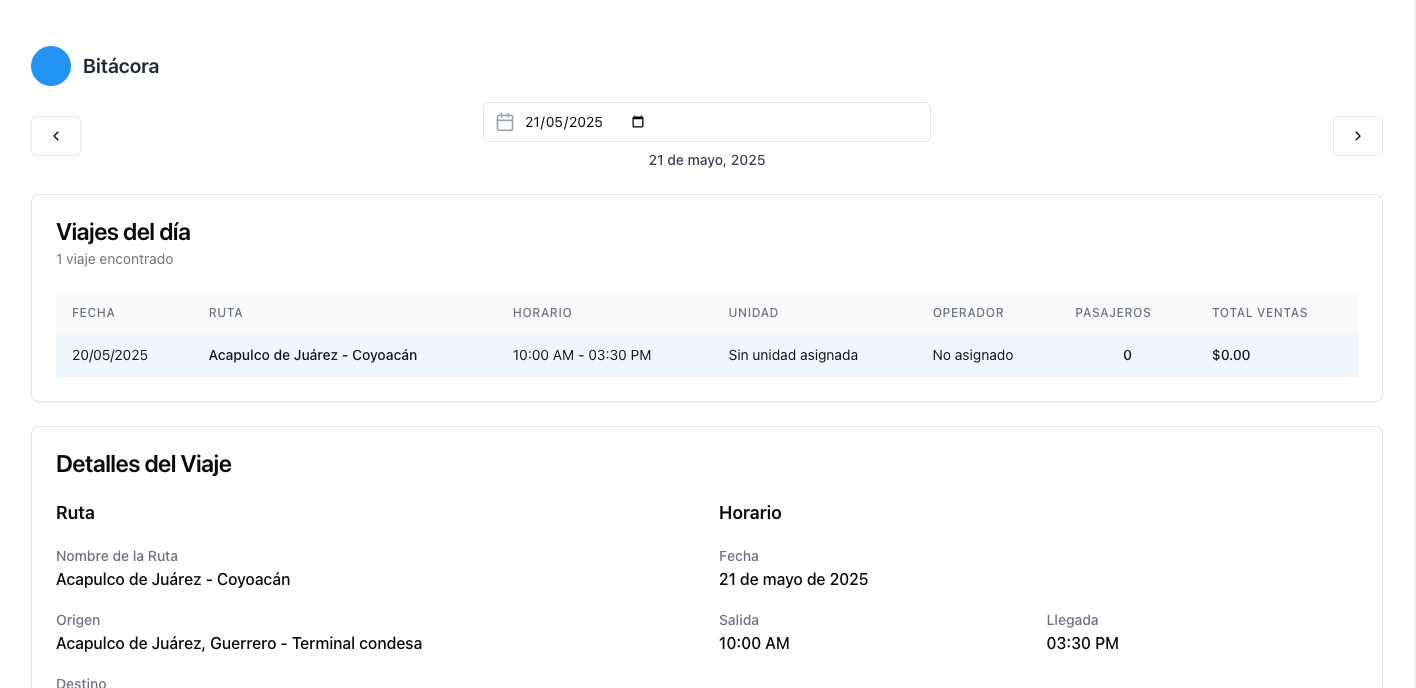 Bitácora
21/05/2025
21 de mayo, 2025
Viajes del día
1 viaje encontrado
FECHA RUTA HORARIO UNIDAD OPERADOR PASAJEROS TOTAL VENTAS
20/05/2025 Acapulco de Juárez - Coyoacán 10:00 AM - 03:30 PM Sin unidad asignada No asignado 0 $0.00
Detalles del Viaje
Ruta Horario
Nombre de la Ruta Fecha
Acapulco de Juárez - Coyoacán 21 de mayo de 2025
Origen Salida Llegada
Acapulco de Juárez, Guerrero - Terminal condesa 10:00 AM 03:30 PM
Destino